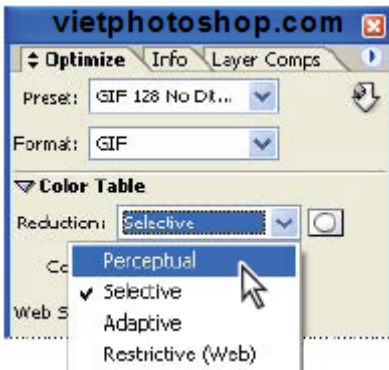 vietphotoshop.com
Optimize Info Layer Comps
Preset: GIF 128 No Dit...
Format: GIF
Color Table
Reduction: Selective
Perceptual
Selective
Adaptive
Restrictive (Web)